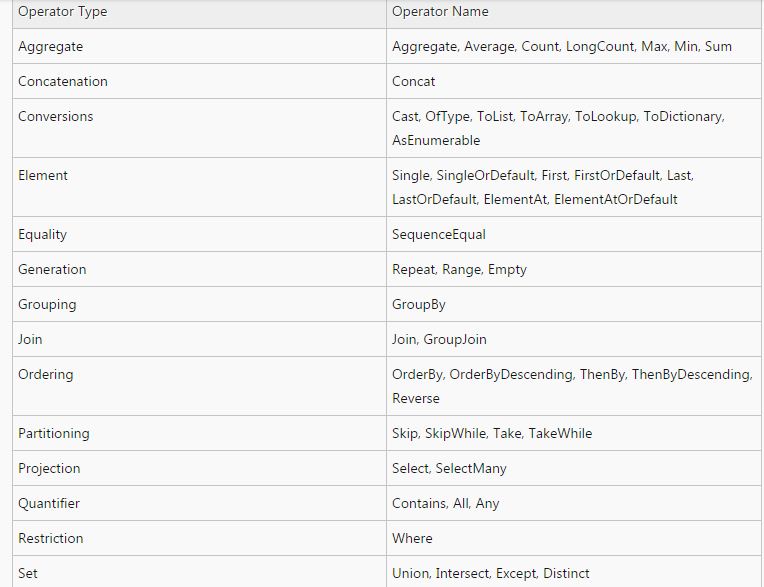 Operator Type Operator Name
Aggregate Aggregate, Average, Count, LongCount, Max, Min, Sum
Concatenation Concat
Conversions Cast, OfType, ToList, ToArray, ToLookup, ToDictionary,
AsEnumerable
Element Single, SingleOrDefault, First, FirstOrDefault, Last,
LastOrDefault, ElementAt, ElementAtOrDefault
Equality SequenceEqual
Generation Repeat, Range, Empty
Grouping GroupBy
Join Join, GroupJoin
Ordering OrderBy, OrderByDescending, ThenBy, ThenByDescending,
Reverse
Partitioning Skip, SkipWhile, Take, TakeWhile
Projection Select, SelectMany
Quantifier Contains, All, Any
Restriction Where
Set Union, Intersect, Except, Distinct